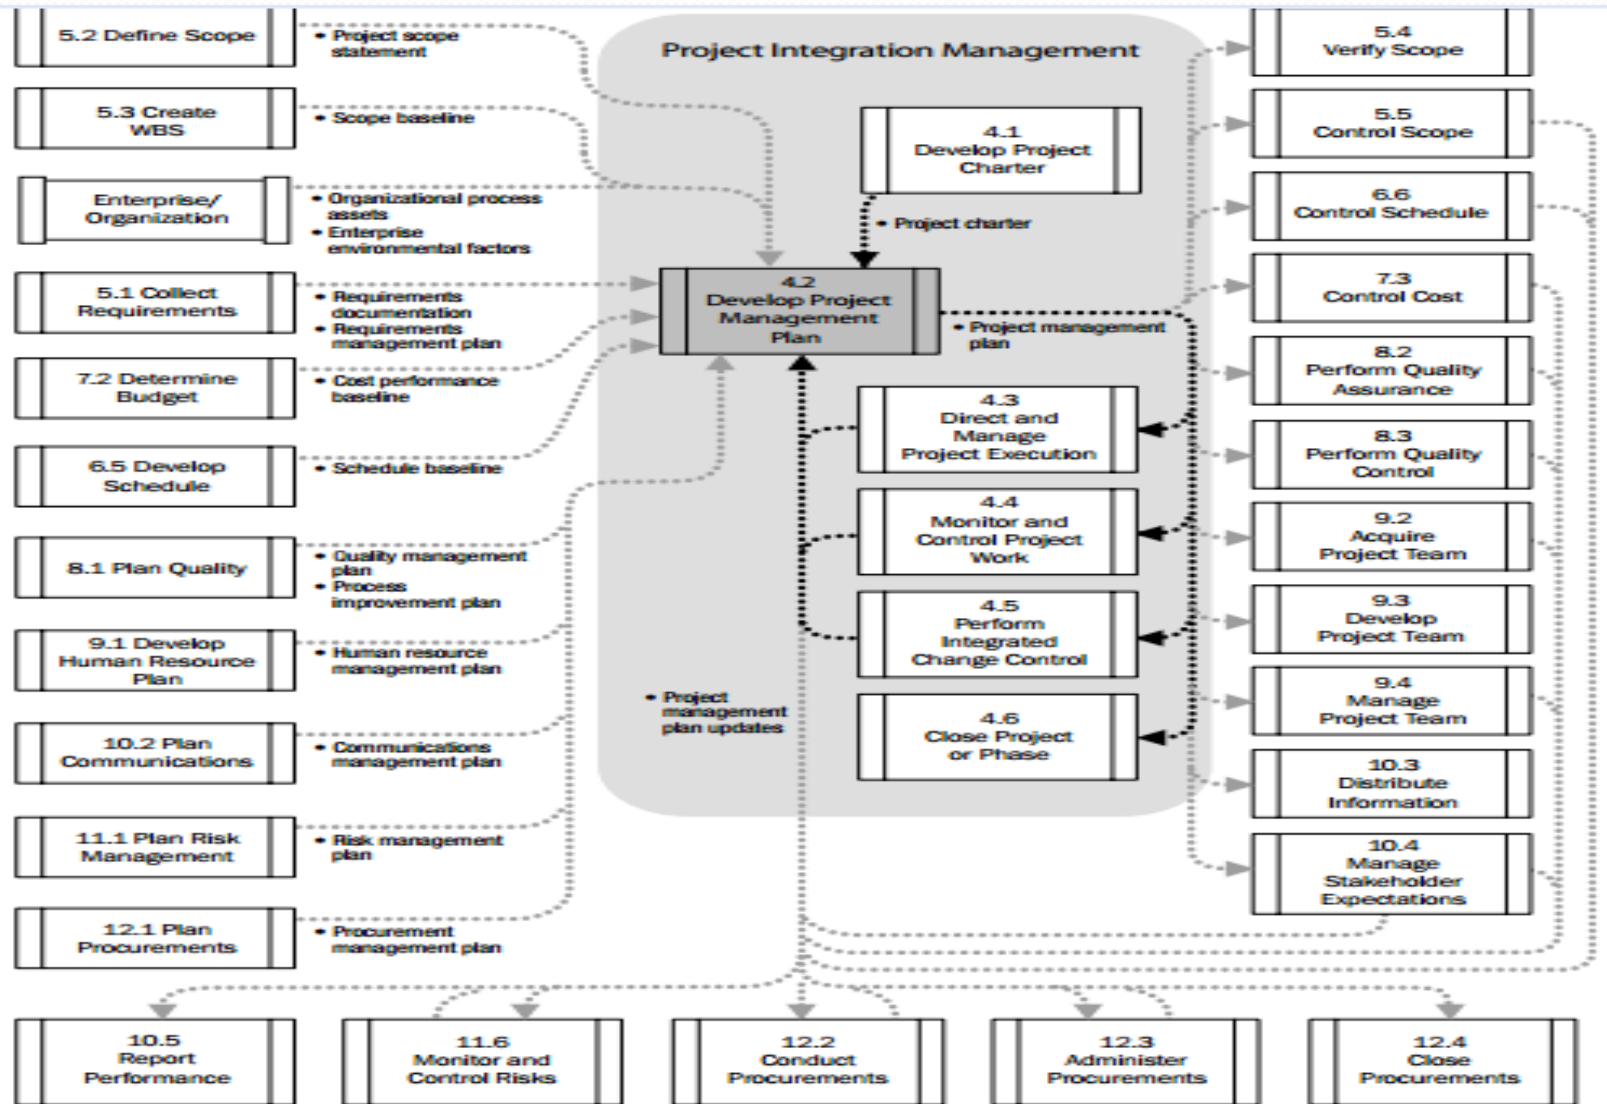 5.2 Define Scope
• Project scope
statement
5.3 Create
WBS
• Scope baseline
Enterprise/
Organization
• Organizational process
assets
• Enterprise
environmental factors
5.1 Collect
Requirements
• Requirements
documentation
• Requirements
management plan
7.2 Determine
Budget
• Cost performance
baseline
6.5 Develop
Schedule
• Schedule baseline
8.1 Plan Quality
• Quality management
plan
• Process
improvement plan
9.1 Develop
Human Resource
Plan
• Human resource
management plan
10.2 Plan
Communications
• Communications
management plan
11.1 Plan Risk
Management
• Risk management
plan
12.1 Plan
Procurements
• Procurement
management plan
Project Integration Management
4.1
Develop Project
Charter
• Project charter
4.2
Develop Project
Management
Plan
• Project management
plan
4.3
Direct and
Manage
Project Execution
4.4
Monitor and
Control Project
Work
4.5
Perform
Integrated
Change Control
• Project
management
plan updates
4.6
Close Project
or Phase
5.4
Verify Scope
5.5
Control Scope
6.6
Control Schedule
7.3
Control Cost
8.2
Perform Quality
Assurance
8.3
Perform Quality
Control
9.2
Acquire
Project Team
9.3
Develop
Project Team
9.4
Manage
Project Team
10.3
Distribute
Information
10.4
Manage
Stakeholder
Expectations
10.5
Report
Performance
11.6
Monitor and
Control Risks
12.2
Conduct
Procurements
12.3
Administer
Procurements
12.4
Close
Procurements